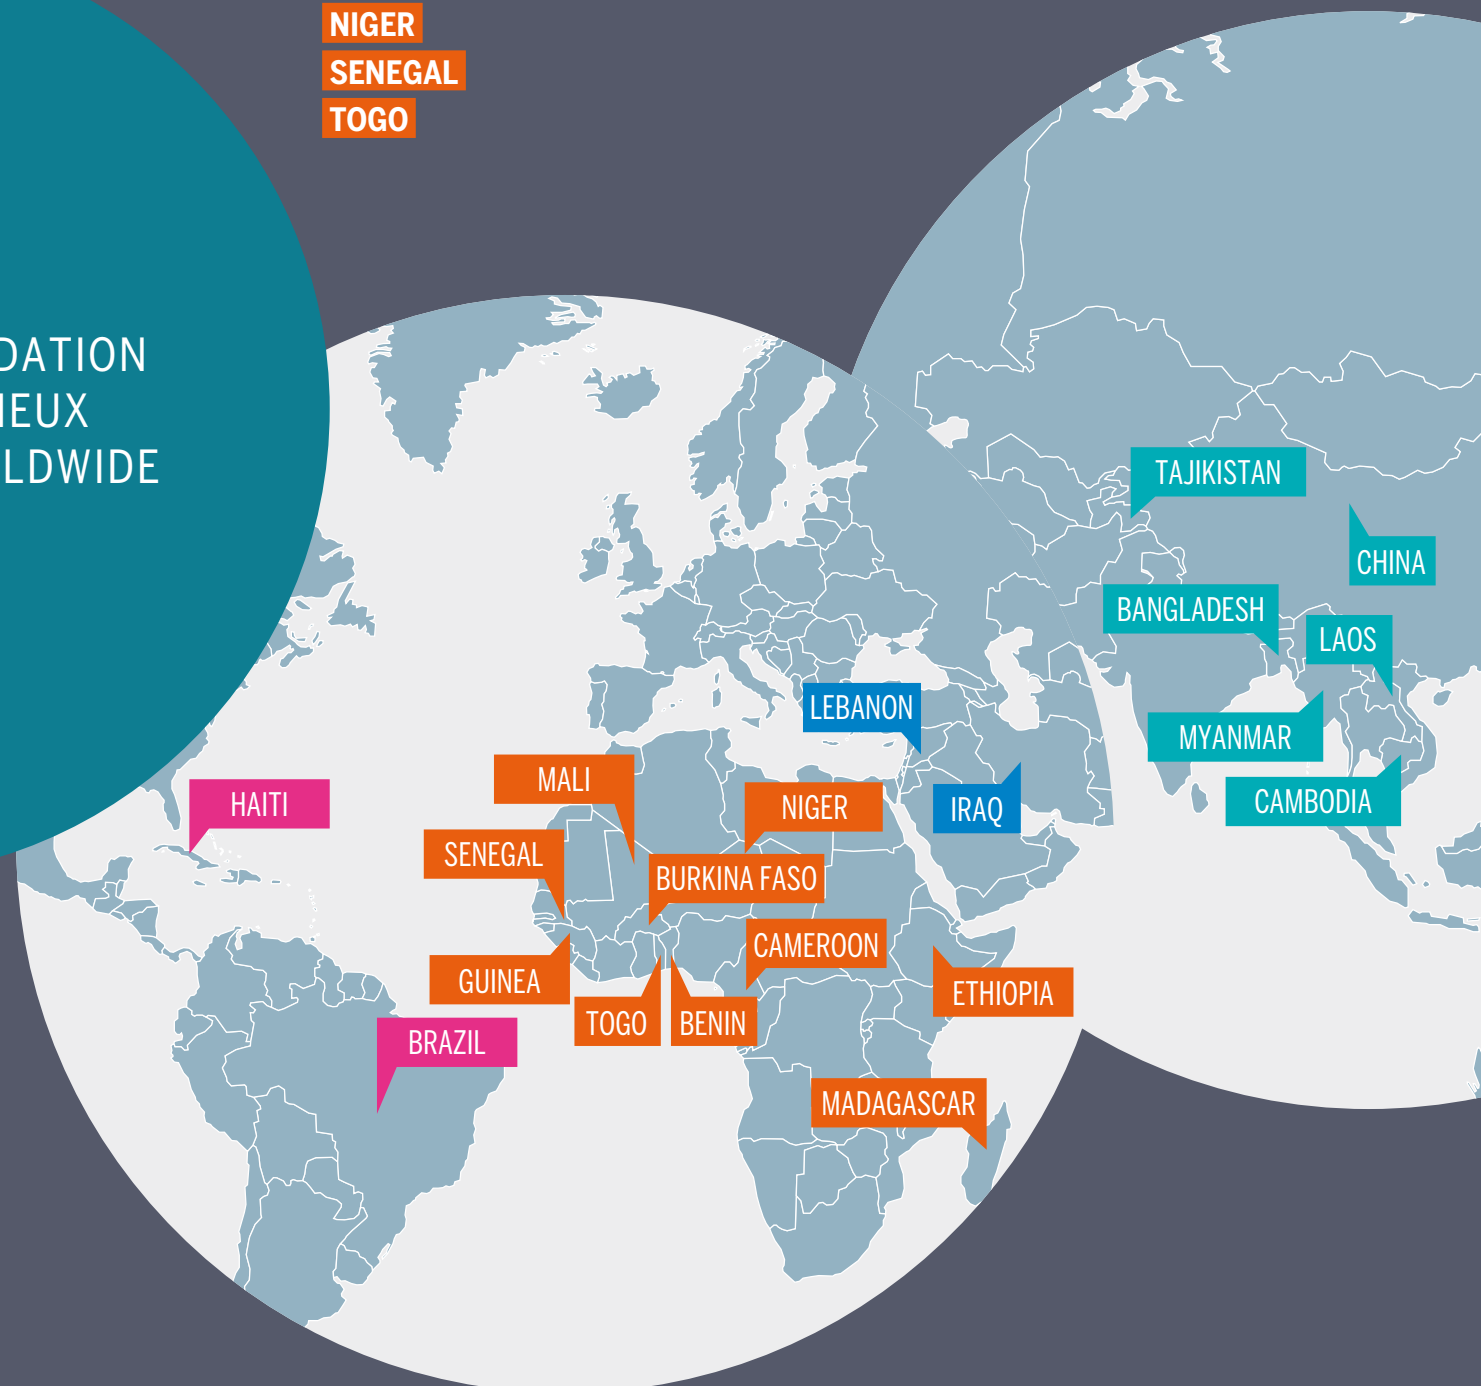 NIGER
SENEGAL
TOGO
DATION
IEUX
LDWIDE
TAJIKISTAN
CHINA
BANGLADESH
LAOS
LEBANON
MYANMAR
MALI
HAITI
NIGER
IRAQ
CAMBODIA
SENEGAL
BURKINA FASO
CAMEROON
GUINEA
ETHIOPIA
TOGO
BENIN
BRAZIL
MADAGASCAR